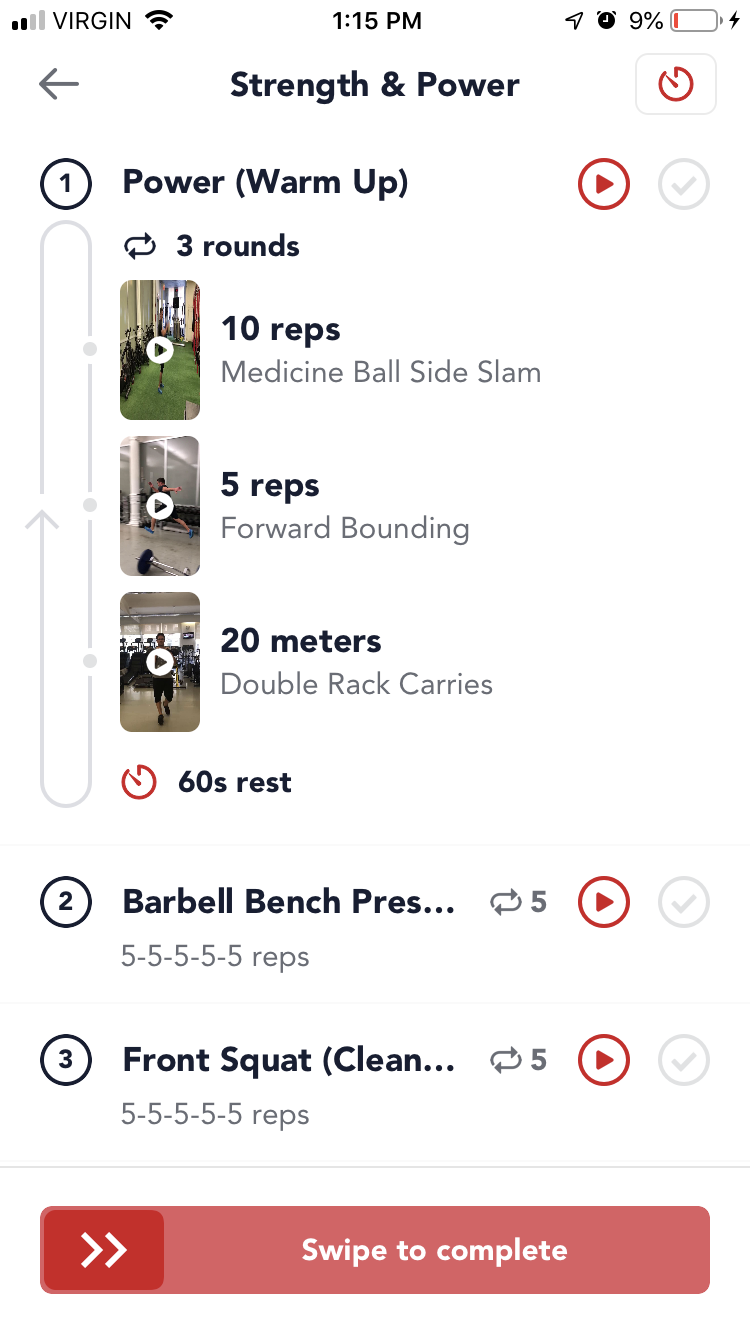 VIRGIN 1:15 PM 9%
Strength & Power
1 Power (Warm Up)
3 rounds
10 reps
Medicine Ball Side Slam
5 reps
Forward Bounding
20 meters
Double Rack Carries
60s rest
2 Barbell Bench Pres... 5
5-5-5-5-5 reps
3 Front Squat (Clean... 5
5-5-5-5-5 reps
Swipe to complete